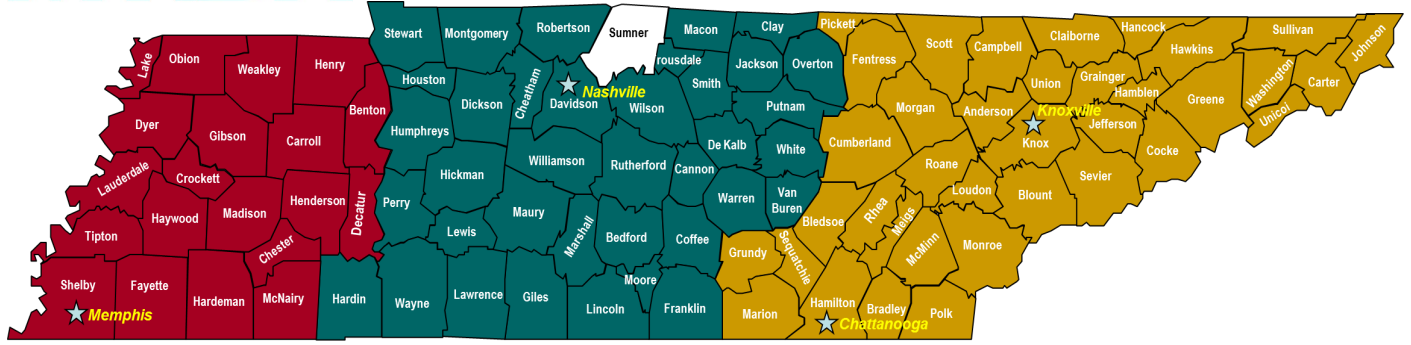 Lake
Obion
Weakley
Henry
Benton
Dyer
Gibson
Carroll
Lauderdale
Crockett
Haywood
Madison
Henderson
Decatur
Tipton
Chester
Shelby
Fayette
Hardeman
McNairy
Memphis
Stewart
Montgomery
Robertson
Sumner
Macon
Clay
rousdale
Houston
Dickson
Cheatham
Davidson
Nashville
Wilson
Smith
Jackson
Overton
Putnam
Humphreys
Hickman
Williamson
Rutherford
Cannon
De Kalb
White
Perry
Lewis
Maury
Marshall
Bedford
Coffee
Warren
Van
Buren
Hardin
Wayne
Lawrence
Giles
Lincoln
Moore
Franklin
Pickett
Fentress
Scott
Campbell
Claiborne
Hancock
Hawkins
Sullivan
Johnson
Union
Grainger
Hamblen
Greene
Washington
Carter
Unicoi
Morgan
Anderson
Knoxville
Knox
Jefferson
Cocke
Cumberland
Roane
Loudon
Blount
Sevier
Bledsoe
Rhea
Meigs
McMinn
Monroe
Grundy
Sequatchie
Marion
Hamilton
Chattanooga
Bradley
Polk